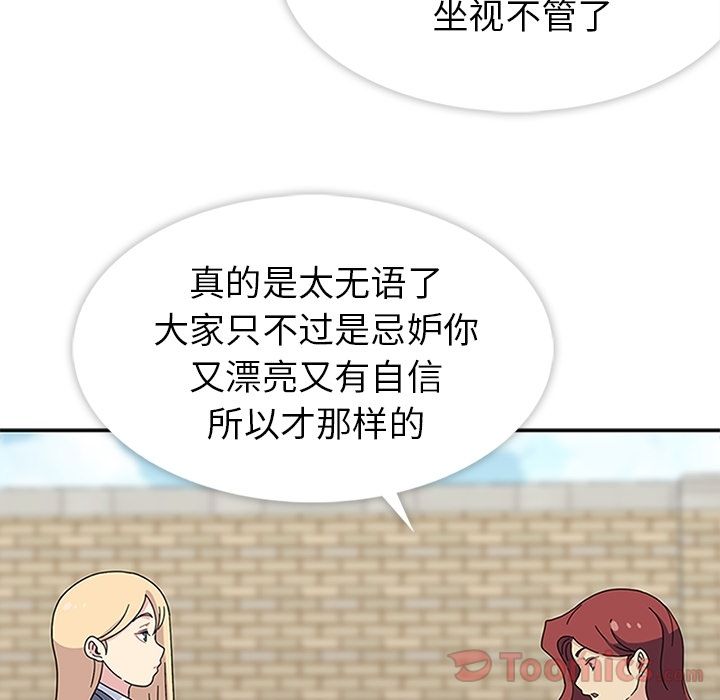 坐视不管了
真的是太无语了
大家只不过是忌妒你
又漂亮又有自信
所以才那样的
Toomics.com